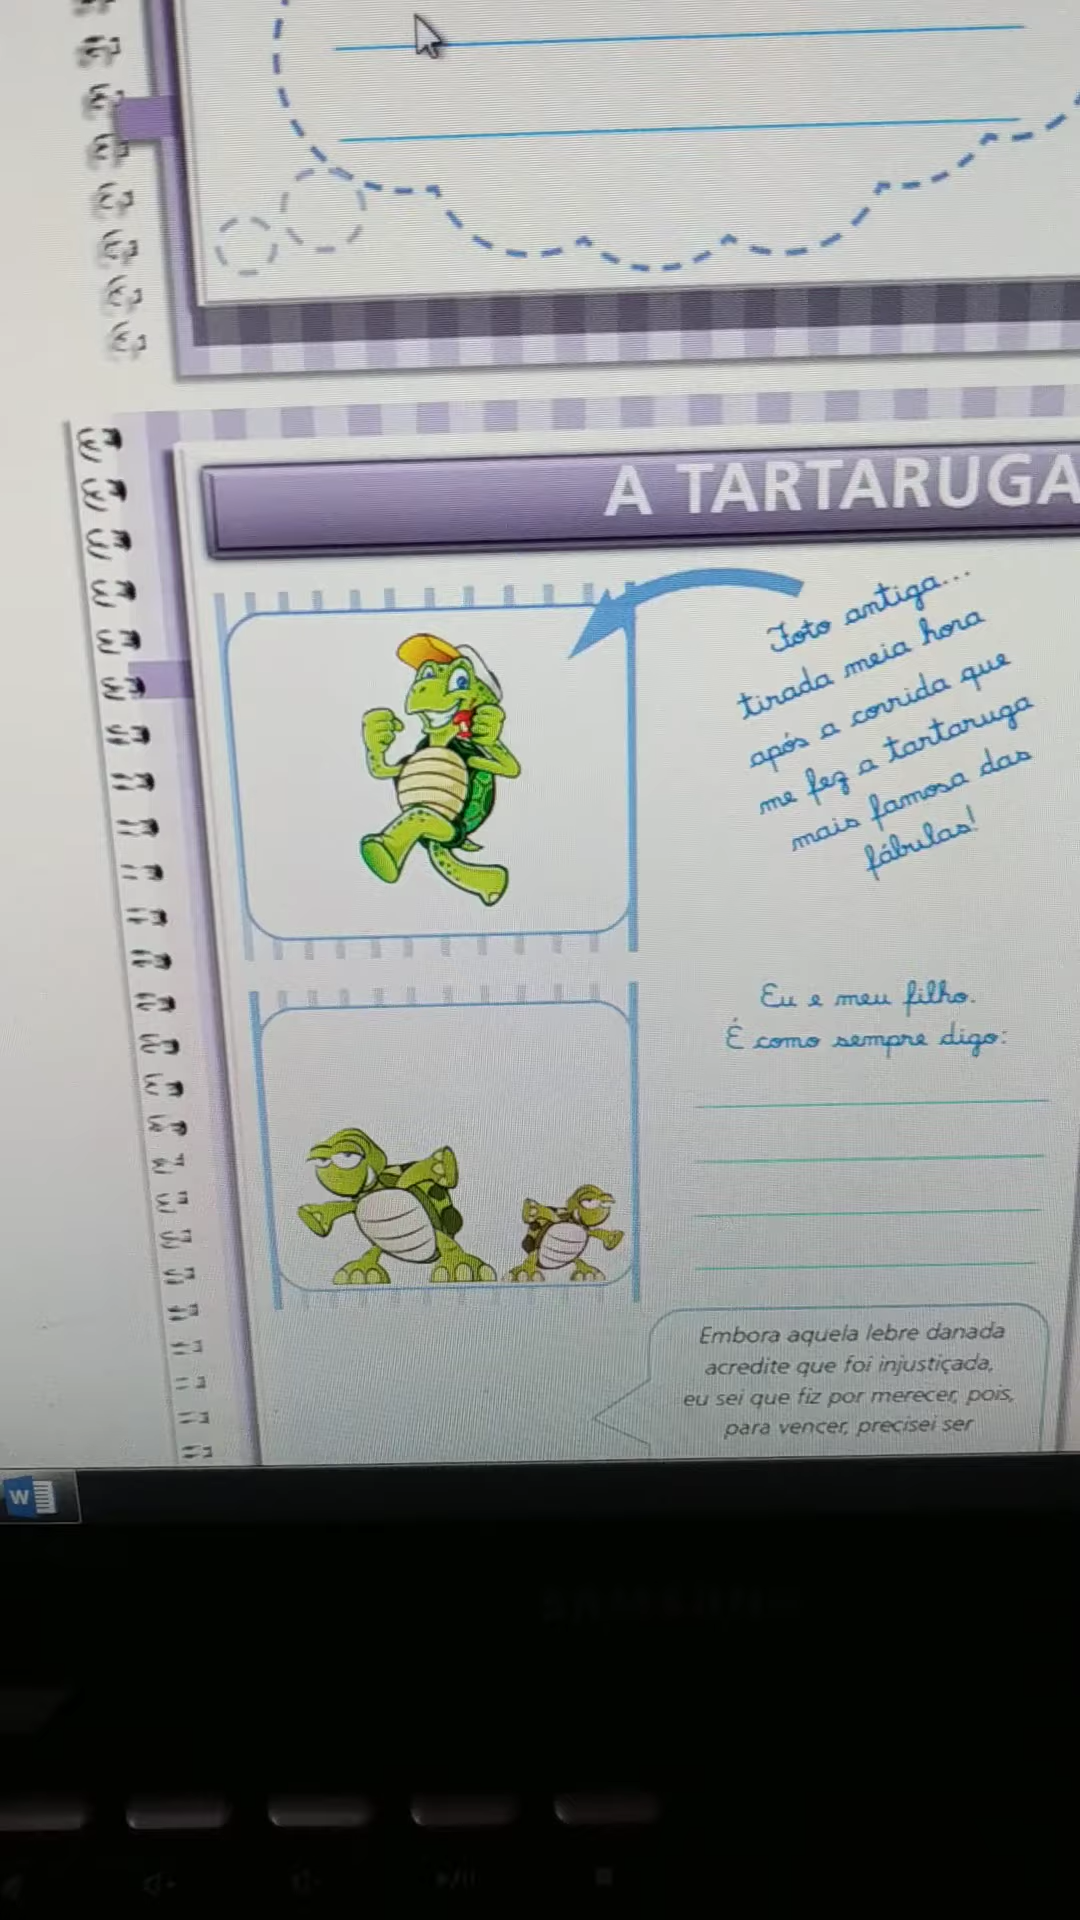 A TARTARUGA
Foto antiga...
tirada meia hora
após a corrida que
me fez a tartaruga
mais famosa das
fábulas!
Eu e meu filho.
É como sempre digo:
Embora aquela lebre danada
acredite que foi injustiçada,
eu sei que fiz por merecer, pois,
para vencer, precisei ser
W